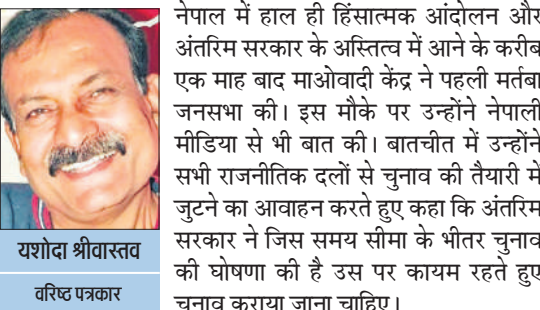 नेपाल में हाल ही हिंसात्मक आंदोलन और
अंतरिम सरकार के अस्तित्व में आने के करीब
एक माह बाद माओवादी केंद्र ने पहली मर्तबा
जनसभा की। इस मौके पर उन्होंने नेपाली
मीडिया से भी बात की। बातचीत में उन्होंने
सभी राजनीतिक दलों से चुनाव की तैयारी में
जुटने का आवाहन करते हुए कहा कि अंतरिम
सरकार ने जिस समय सीमा के भीतर चुनाव
की घोषणा की है उस पर कायम रहते हुए
चुनाव कराया जाना चाहिए।
यशोदा श्रीवास्तव
वरिष्ठ पत्रकार